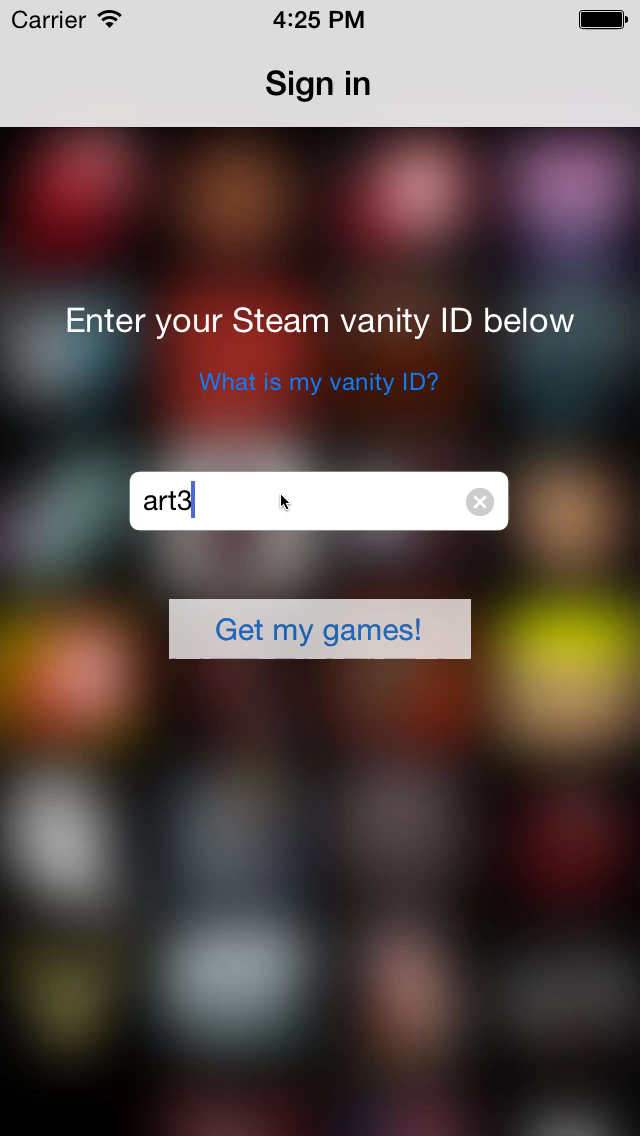 Carrier 4:25 PM
Sign in
Enter your Steam vanity ID below
What is my vanity ID?
art3
Get my games!